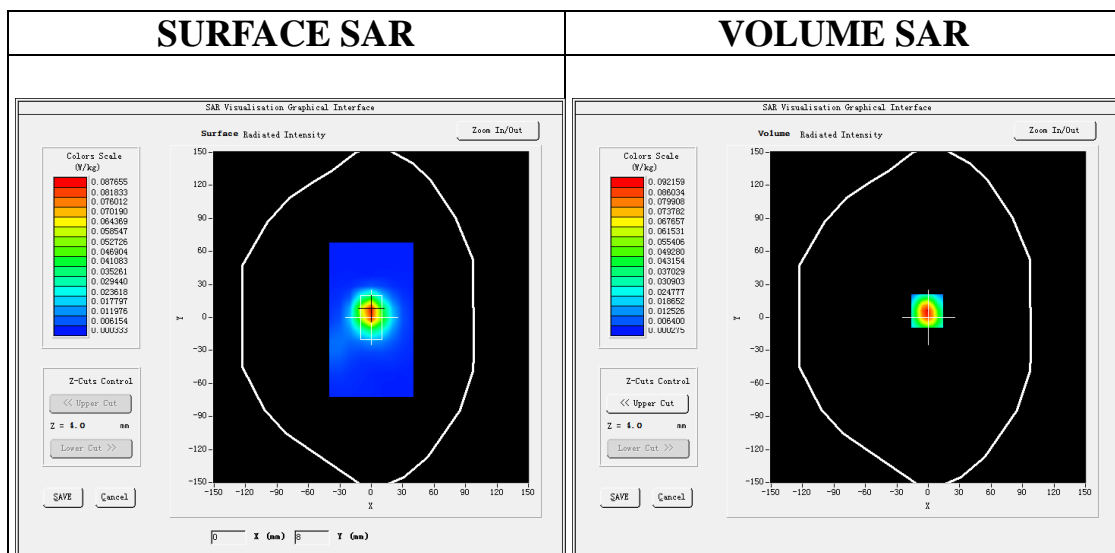 SURFACE SAR
VOLUME SAR
SAR Visualisation Graphical Interface
Surface Radiated Intensity
Zoom In/Out
Colors Scale
(W/kg)
0.087655
0.081833
0.076012
0.070190
0.064369
0.058547
0.052726
0.046904
0.041083
0.035261
0.029440
0.023618
0.017797
0.011976
0.006154
0.000333
Z-Cuts Control
<< Upper Cut
Z = 4.0 mm
Lower Cut >>
SAVE
Cancel
150
120
90
60
30
0
-30
-60
-90
-120
-150
Y
-150 -120 -90 -60 -30 0 30 60 90 120 150
X
0 X (mm) 8 Y (mm)
SAR Visualisation Graphical Interface
Volume Radiated Intensity
Zoom In/Out
Colors Scale
(W/kg)
0.092159
0.086034
0.079908
0.073782
0.067657
0.061531
0.055406
0.049280
0.043154
0.037029
0.030903
0.024777
0.018652
0.012526
0.006400
0.000275
Z-Cuts Control
<< Upper Cut
Z = 4.0 mm
Lower Cut >>
SAVE
Cancel
150
120
90
60
30
0
-30
-60
-90
-120
-150
Y
-150 -120 -90 -60 -30 0 30 60 90 120 150
X